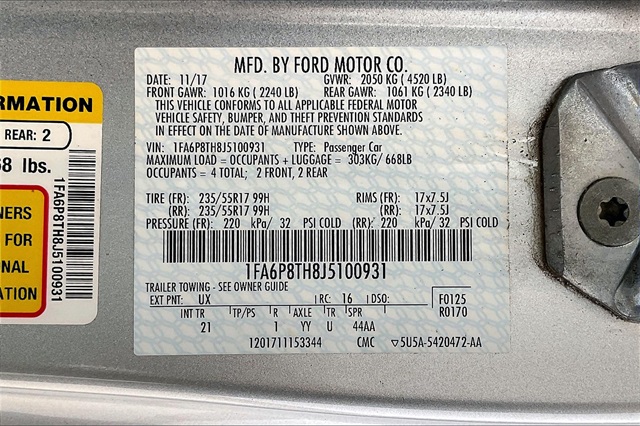 MFD. BY FORD MOTOR CO.
DATE: 11/17 GVWR: 2050 KG ( 4520 LB)
FRONT GAWR: 1016 KG ( 2240 LB) REAR GAWR: 1061 KG ( 2340 LB)
THIS VEHICLE CONFORMS TO ALL APPLICABLE FEDERAL MOTOR
VEHICLE SAFETY, BUMPER, AND THEFT PREVENTION STANDARDS
IN EFFECT ON THE DATE OF MANUFACTURE SHOWN ABOVE.
VIN: 1FA6P8TH8J5100931 TYPE: Passenger Car
MAXIMUM LOAD = OCCUPANTS + LUGGAGE = 303KG/ 668LB
OCCUPANTS = 4 TOTAL; 2 FRONT, 2 REAR
TIRE (FR): 235/55R17 99H RIMS (FR): 17x7.5J
(RR): 235/55R17 99H (RR): 17x7.5J
PRESSURE (FR): 220 kPa/ 32 PSI COLD (RR): 220 kPa/ 32 PSI COLD
1FA6P8TH8J5100931
TRAILER TOWING - SEE OWNER GUIDE
EXT PNT: UX RC: 16 DSO: F0125
R0170
INT TR TP/PS R AXLE TR SPR
21 1 YY U 44AA
1201711153344 CMC 5U5A-5420472-AA
ORMATION
REAR: 2
68 lbs.
NERS
FOR
ONAL
ATION
1FA6P8TH8J5100931